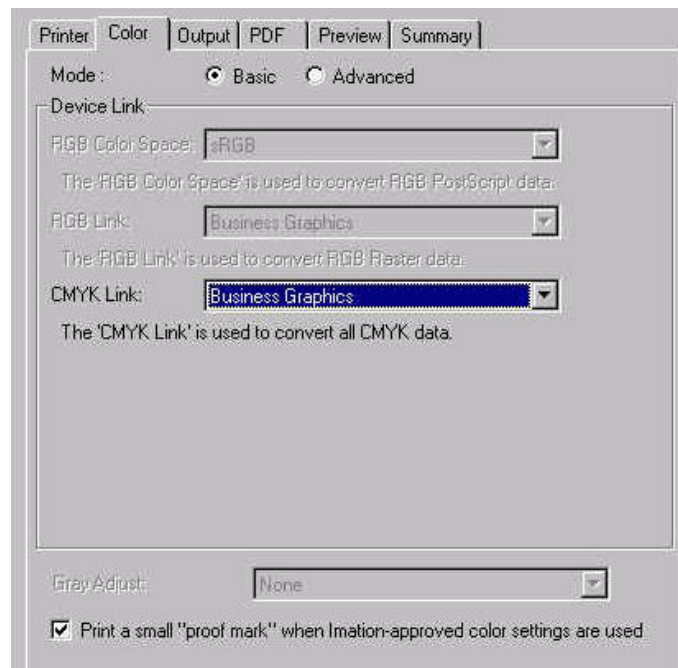 Printer Color Output PDF Preview Summary
Mode : Basic Advanced
Device Link
RGB Color Space: sRGB
The 'RGB Color Space' is used to convert RGB PostScript data.
RGB Link: Business Graphics
The 'RGB Link' is used to convert RGB Raster data.
CMYK Link: Business Graphics
The 'CMYK Link' is used to convert all CMYK data.
Gray Adjust: None
Print a small "proof mark" when Imation-approved color settings are used